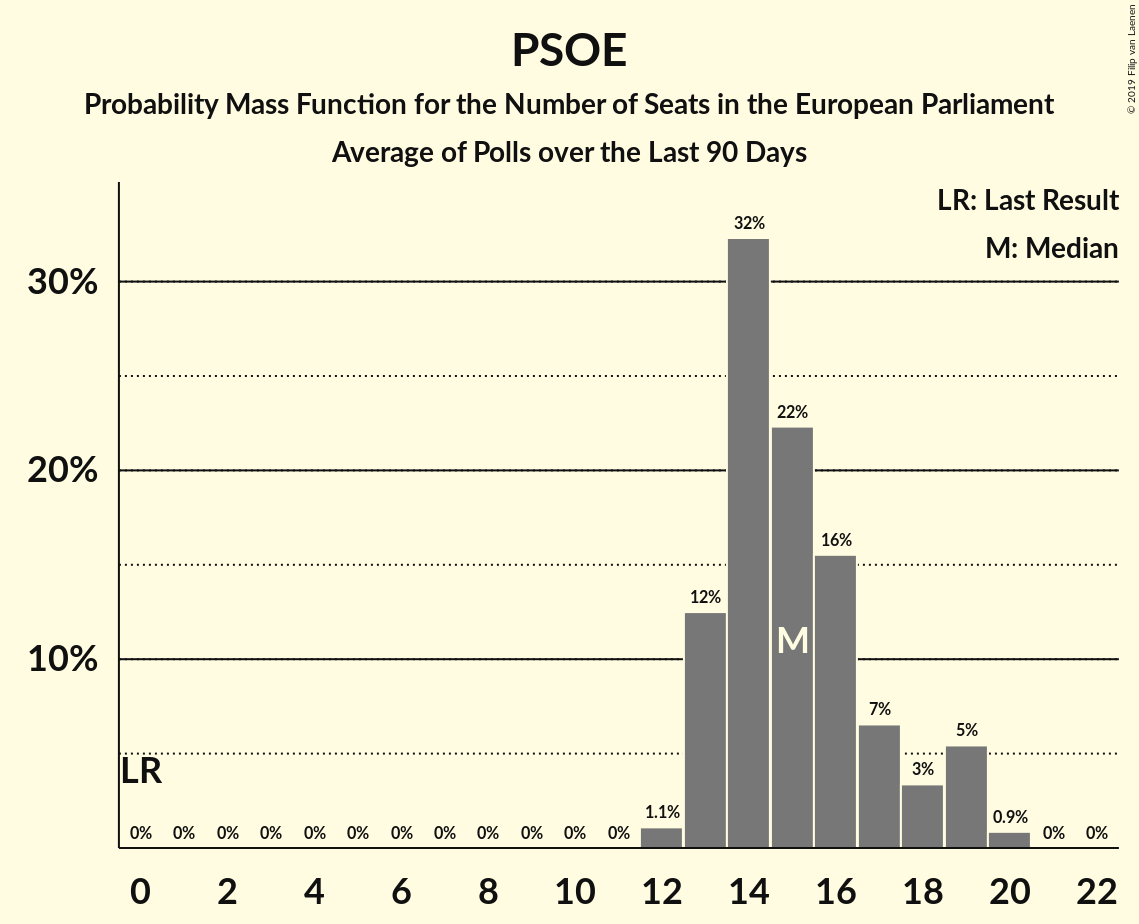 PSOE
Probability Mass Function for the Number of Seats in the European Parliament
Average of Polls over the Last 90 Days
© 2019 Filip van Laenen
LR: Last Result
M: Median
30%
20%
10%
32%
22%
16%
12%
7%
5%
3%
1.1%
0.9%
M
LR
0% 0% 0% 0% 0% 0% 0% 0% 0% 0% 0% 0% 0% 0%
0 2 4 6 8 10 12 14 16 18 20 22